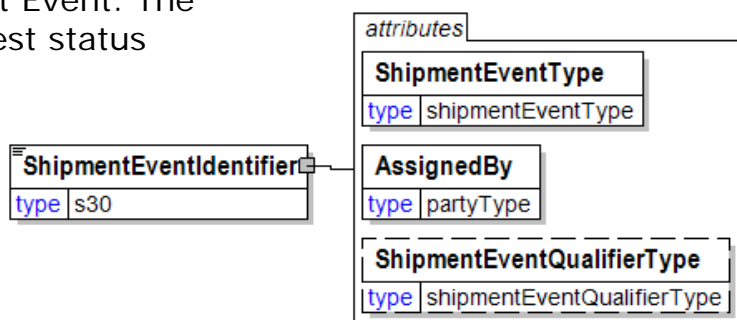 t Event. The
est status
attributes
ShipmentEventType
type shipmentEventType
ShipmentEventIdentifier
type s30
AssignedBy
type partyType
ShipmentEventQualifierType
type shipmentEventQualifierType